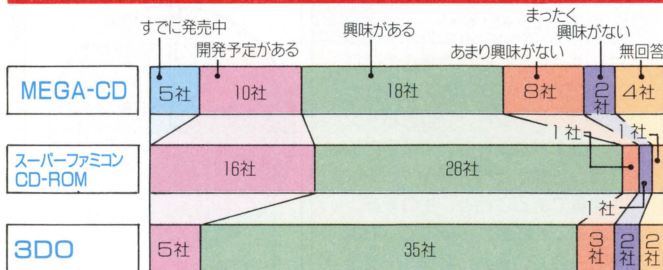 すでに発売中
開発予定がある
興味がある
あまり興味がない
まったく
興味がない
無回答
MEGA-CD
5社
10社
18社
8社
2社
4社
スーパーファミコン
CD-ROM
16社
28社
1社
1社
1社
3DO
5社
35社
3社
2社
2社